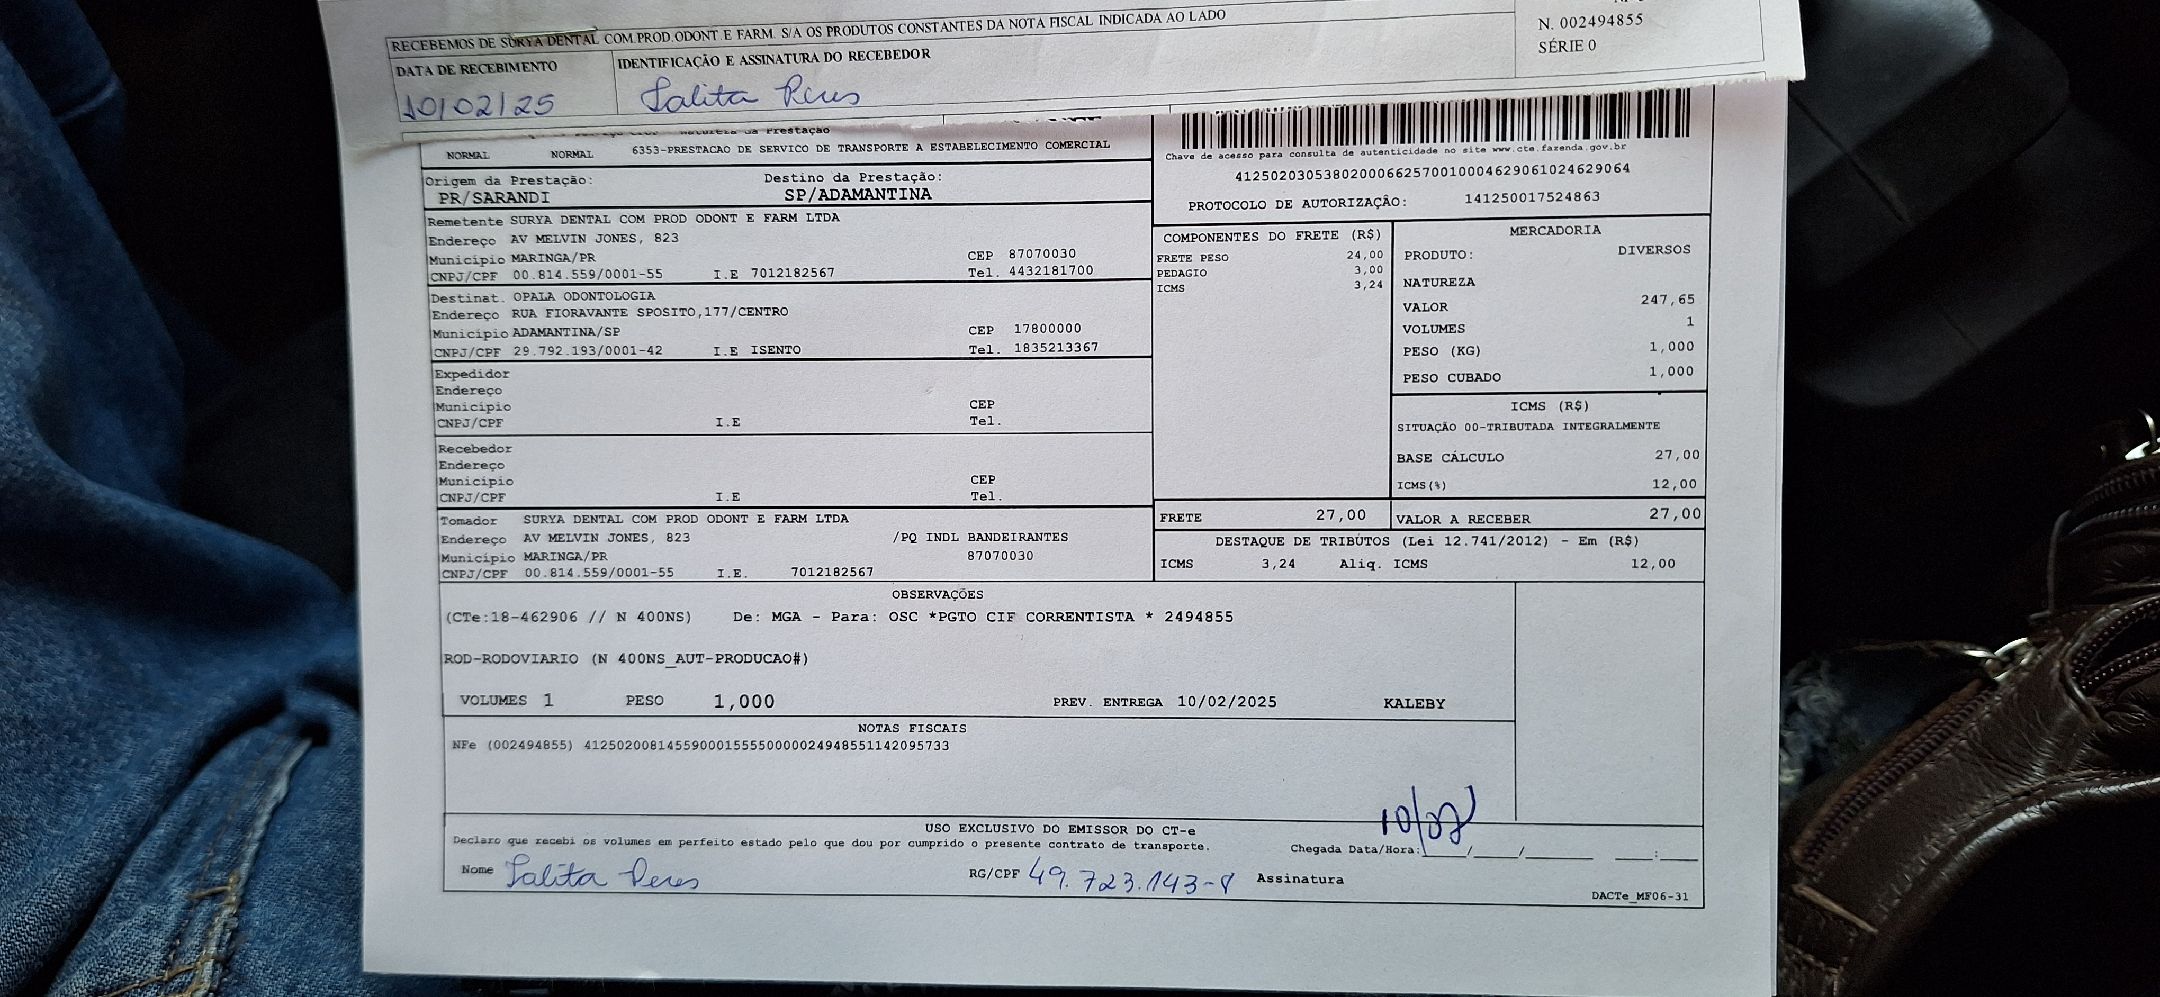 RECEBEMOS DE SURYA DENTAL COM.PROD.ODONT E FARM. S/A OS PRODUTOS CONSTANTES DA NOTA FISCAL INDICADA AO LADO
N. 002494855
SÉRIE 0
DATA DE RECEBIMENTO IDENTIFICAÇÃO E ASSINATURA DO RECEBEDOR
10/02/25 Talita Peres
Natureza da Prestação
NORMAL NORMAL 6353-PRESTACAO DE SERVICO DE TRANSPORTE A ESTABELECIMENTO COMERCIAL
Chave de acesso para consulta de autenticidade no site www.cte.fazenda.gov.br
41250203053802000662570010004629061024629064
PROTOCOLO DE AUTORIZAÇÃO: 141250017524863
Origem da Prestação: Destino da Prestação:
PR/SARANDI SP/ADAMANTINA
Remetente SURYA DENTAL COM PROD ODONT E FARM LTDA
Endereço AV MELVIN JONES, 823
Município MARINGA/PR CEP 87070030
CNPJ/CPF 00.814.559/0001-55 I.E 7012182567 Tel. 4432181700
Destinat. OPALA ODONTOLOGIA
Endereço RUA FIORAVANTE SPOSITO,177/CENTRO
Município ADAMANTINA/SP CEP 17800000
CNPJ/CPF 29.792.193/0001-42 I.E ISENTO Tel. 1835213367
Expedidor
Endereço
Município CEP
CNPJ/CPF I.E Tel.
Recebedor
Endereço
Município CEP
CNPJ/CPF I.E Tel.
Tomador SURYA DENTAL COM PROD ODONT E FARM LTDA
Endereço AV MELVIN JONES, 823 /PQ INDL BANDEIRANTES
Município MARINGA/PR 87070030
CNPJ/CPF 00.814.559/0001-55 I.E. 7012182567
COMPONENTES DO FRETE (R$)
FRETE PESO 24,00
PEDAGIO 3,00
ICMS 3,24
MERCADORIA
PRODUTO: DIVERSOS
NATUREZA
VALOR 247,65
VOLUMES 1
PESO (KG) 1,000
PESO CUBADO 1,000
ICMS (R$)
SITUAÇÃO 00-TRIBUTADA INTEGRALMENTE
BASE CÁLCULO 27,00
ICMS(%) 12,00
FRETE 27,00 VALOR A RECEBER 27,00
DESTAQUE DE TRIBUTOS (Lei 12.741/2012) - Em (R$)
ICMS 3,24 Aliq. ICMS 12,00
OBSERVAÇÕES
(CTe:18-462906 // N 400NS) De: MGA - Para: OSC *PGTO CIF CORRENTISTA * 2494855
ROD-RODOVIARIO (N 400NS_AUT-PRODUCAO#)
VOLUMES 1 PESO 1,000 PREV. ENTREGA 10/02/2025 KALEBY
NOTAS FISCAIS
NFe (002494855) 41250200814559000155550000024948551142095733
USO EXCLUSIVO DO EMISSOR DO CT-e
Declaro que recebi os volumes em perfeito estado pelo que dou por cumprido o presente contrato de transporte.
10/02
Chegada Data/Hora:___/___/_____ ___:___
Nome Talita Peres RG/CPF 49.723.143-8 Assinatura
DACTe_MF06-31